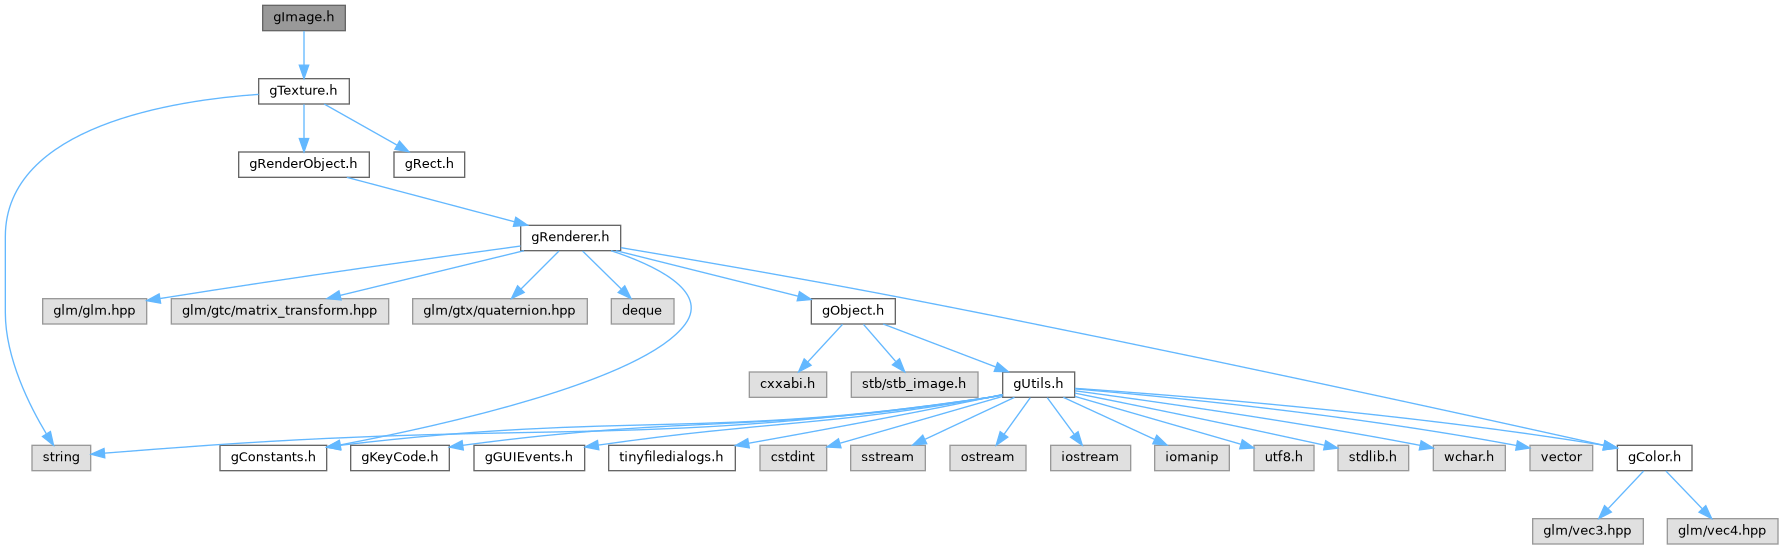 gImage.h
gTexture.h
gRenderObject.h
gRect.h
gRenderer.h
glm/glm.hpp
glm/gtc/matrix_transform.hpp
glm/gtx/quaternion.hpp
deque
gObject.h
cxxabi.h
stb/stb_image.h
gUtils.h
string
gConstants.h
gKeyCode.h
gGUIEvents.h
tinyfiledialogs.h
cstdint
sstream
ostream
iostream
iomanip
utf8.h
stdlib.h
wchar.h
vector
gColor.h
glm/vec3.hpp
glm/vec4.hpp